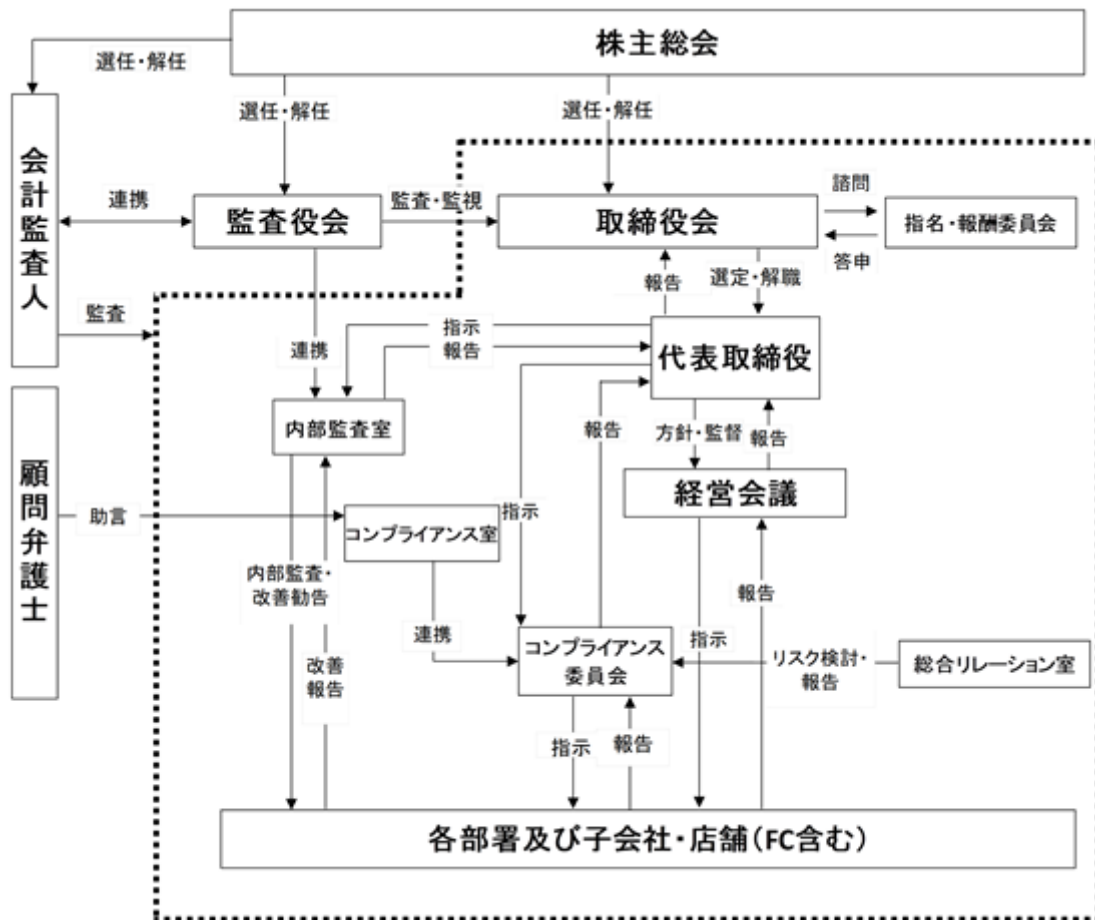 株主総会
選任・解任
選任・解任
選任・解任
会計監査人
連携
監査役会
監査・監視
取締役会
諮問
答申
指名・報酬委員会
報告
選定・解職
監査
連携
指示
報告
代表取締役
内部監査室
報告
方針・監督
報告
経営会議
顧問弁護士
助言
コンプライアンス室
指示
内部監査・
改善勧告
報告
連携
コンプライアンス
委員会
指示
リスク検討・
報告
総合リレーション室
改善
報告
指示
報告
各部署及び子会社・店舗(FC含む)